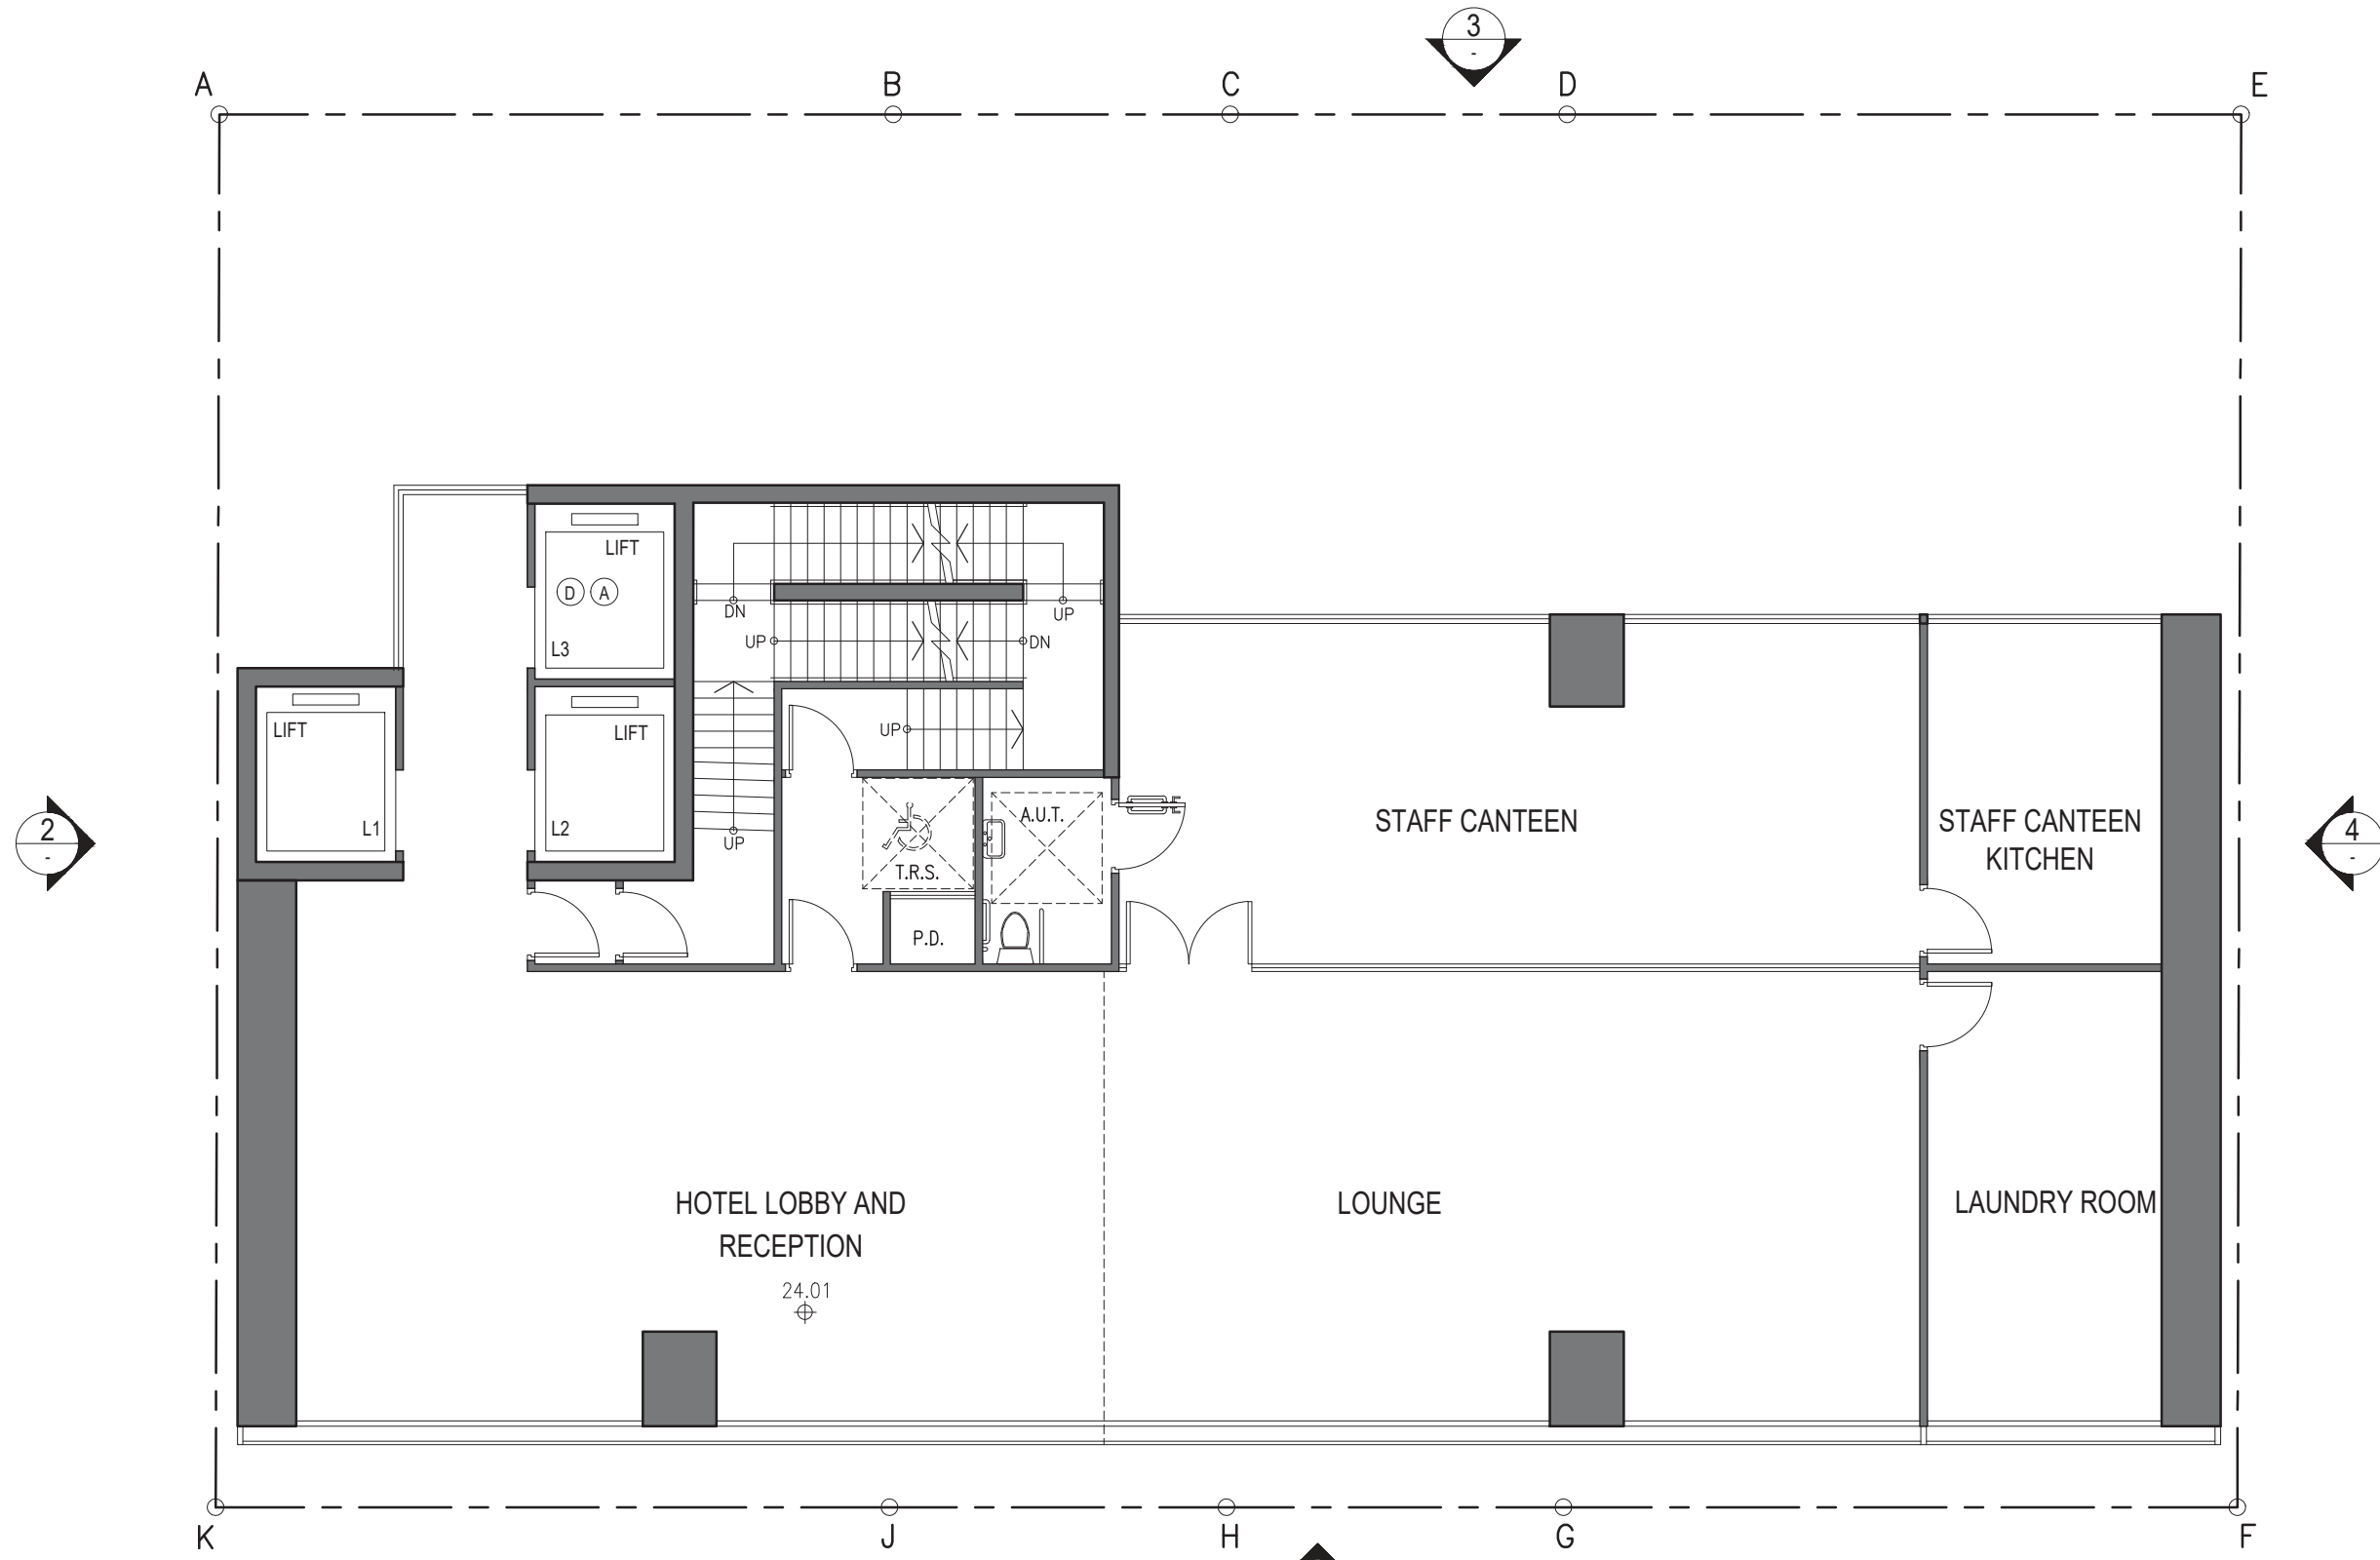 3
-
A
B
C
D
E
LIFT
D
A
DN
UP
UP
DN
L3
LIFT
LIFT
UP
L1
L2
UP
A.U.T.
STAFF CANTEEN
STAFF CANTEEN
KITCHEN
2
-
4
-
T.R.S.
P.D.
HOTEL LOBBY AND
RECEPTION
24.01
LOUNGE
LAUNDRY ROOM
K
J
H
G
F